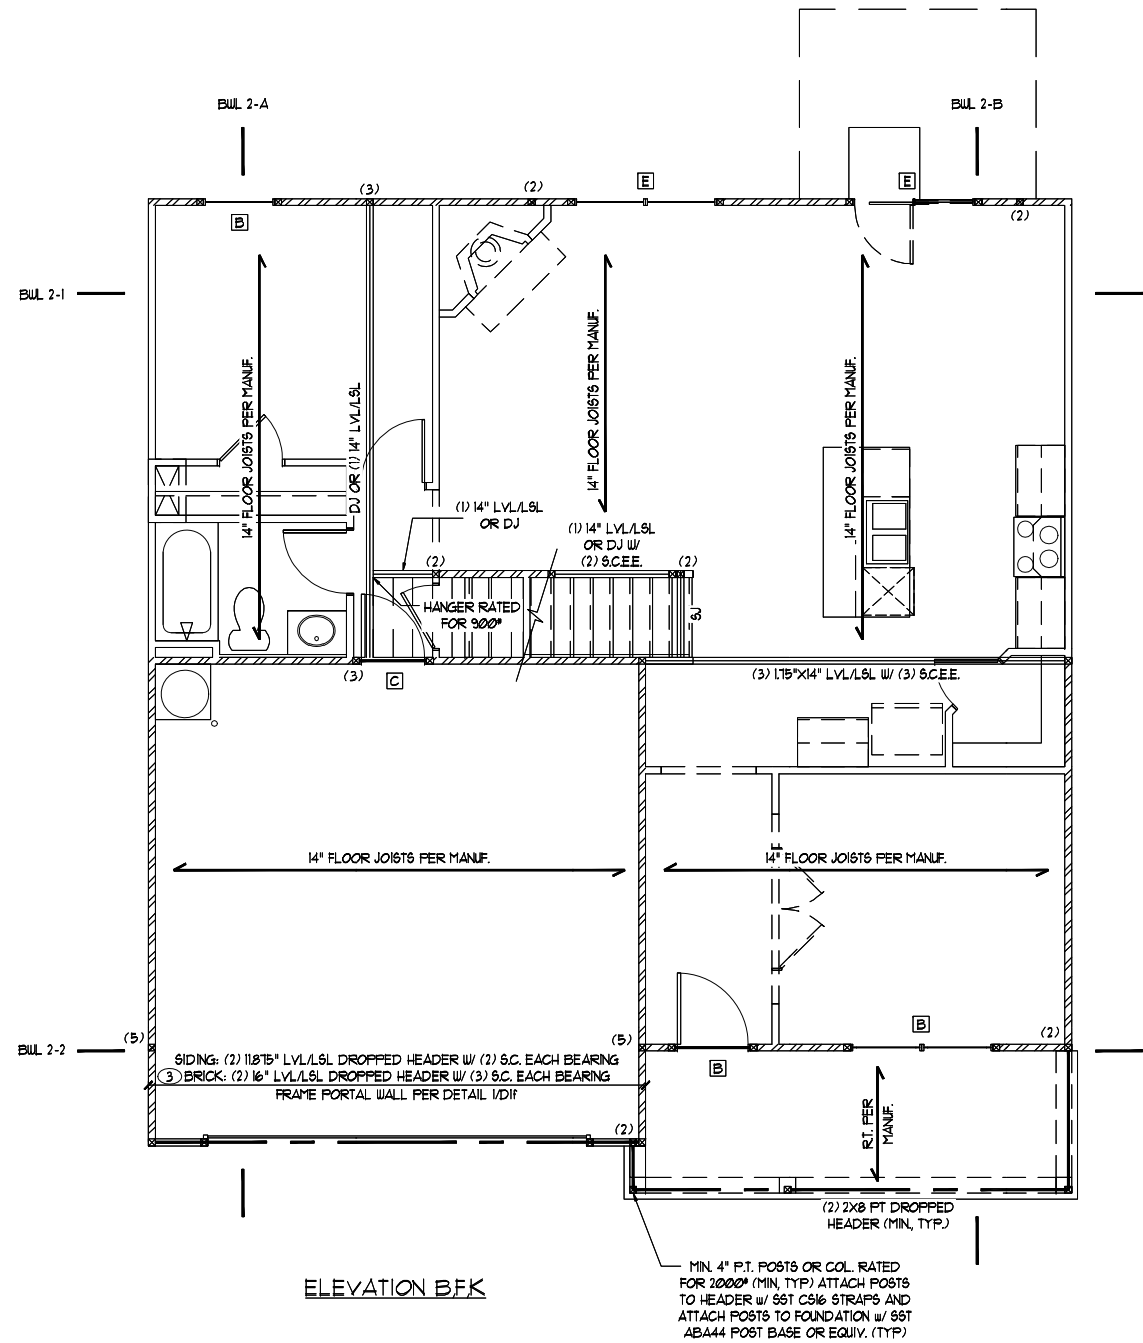 BWL 2-A
BWL 2-B
(3)
(2)
E
E
B
(2)
BWL 2-1
14" FLOOR JOISTS PER MANUF.
DJ OR (1) 14" LVL/LSL
14" FLOOR JOISTS PER MANUF.
14" FLOOR JOISTS PER MANUF.
(1) 14" LVL/LSL
OR DJ
(1) 14" LVL/LSL
OR DJ W/
(2) S.C.E.E.
(2)
(2)
HANGER RATED
FOR 900#
SJ
(3)
C
(3) 1.75"X14" LVL/LSL W/ (3) S.C.E.E.
14" FLOOR JOISTS PER MANUF.
14" FLOOR JOISTS PER MANUF.
BWL 2-2
(5)
(5)
B
(2)
B
SIDING: (2) 11.875" LVL/LSL DROPPED HEADER W/ (2) S.C. EACH BEARING
3 BRICK: (2) 16" LVL/LSL DROPPED HEADER W/ (3) S.C. EACH BEARING
FRAME PORTAL WALL PER DETAIL 1/D1f
(2)
R.T. PER
MANUF.
(2) 2X8 PT DROPPED
HEADER (MIN., TYP.)
MIN. 4" P.T. POSTS OR COL. RATED
FOR 2000# (MIN, TYP) ATTACH POSTS
TO HEADER w/ SST CS16 STRAPS AND
ATTACH POSTS TO FOUNDATION w/ SST
ABA44 POST BASE OR EQUIV. (TYP)
ELEVATION B,F,K